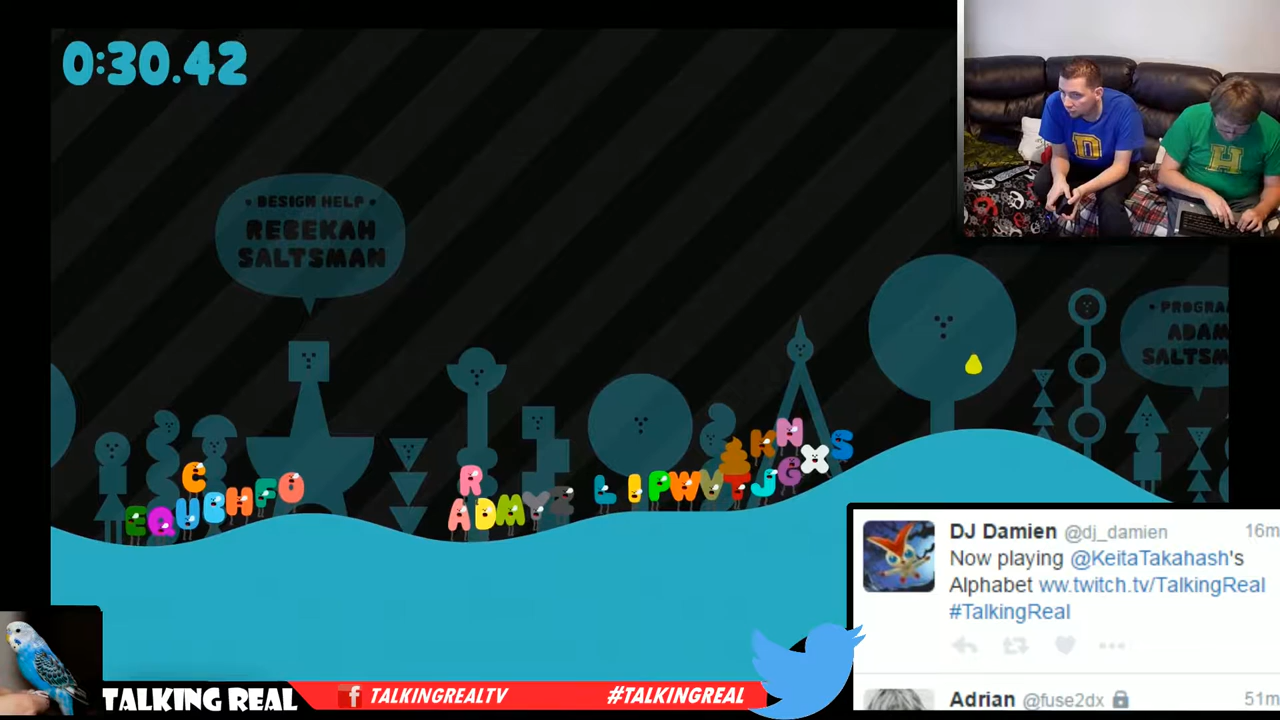 0:30.42
• DESIGN HELP •
REBEKAH
SALTSMAN
• PROGRA
ADAM
SALTSM
D
H
C
E Q U B H F O
R
A D M Y Z
L I P W V T J G X S
K N
DJ Damien @dj_damien 16m
Now playing @KeitaTakahash's
Alphabet ww.twitch.tv/TalkingReal
#TalkingReal
Adrian @fuse2dx 51m
TALKING REAL
f TALKINGREALTV
#TALKINGREAL